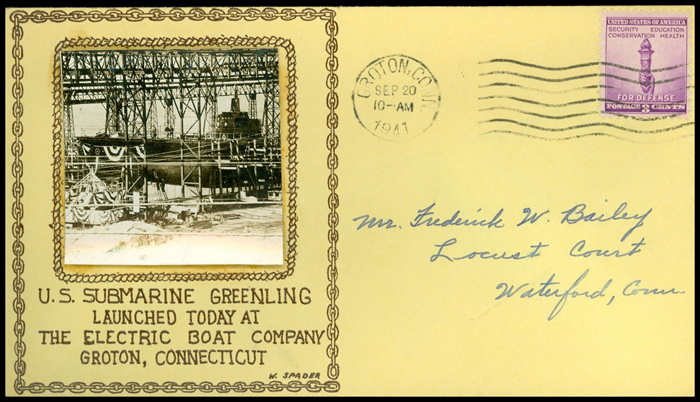 U.S. SUBMARINE GREENLING
LAUNCHED TODAY AT
THE ELECTRIC BOAT COMPANY
GROTON, CONNECTICUT
W. SPADER
GROTON, CONN.
SEP 20
10-AM
1941
UNITED STATES OF AMERICA
SECURITY EDUCATION
CONSERVATION HEALTH
FOR DEFENSE
POSTAGE 3 CENTS
Mr. Frederick W. Bailey
Locust Court
Waterford, Conn.